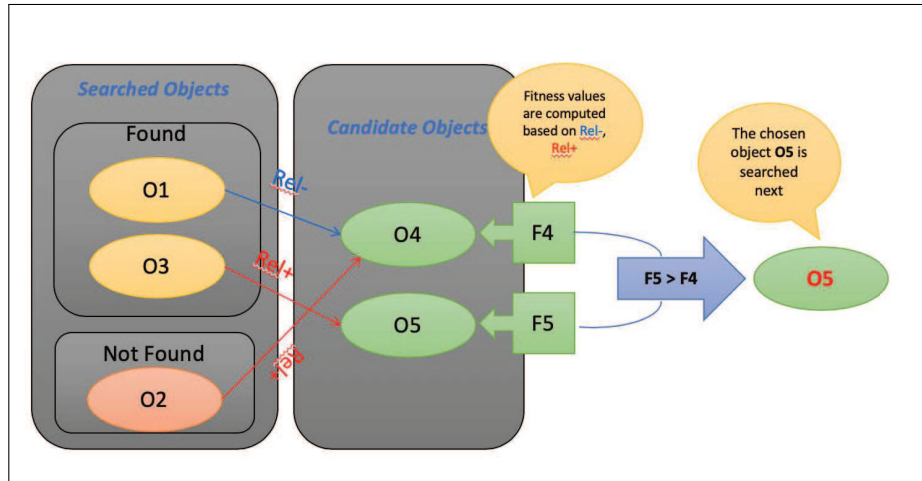 Searched Objects
Found
O1
O3
Not Found
O2
Rel-
Rel+
Rel+
Candidate Objects
O4
O5
Fitness values
are computed
based on Rel-,
Rel+
F4
F5
F5 > F4
The chosen
object O5 is
searched
next
O5